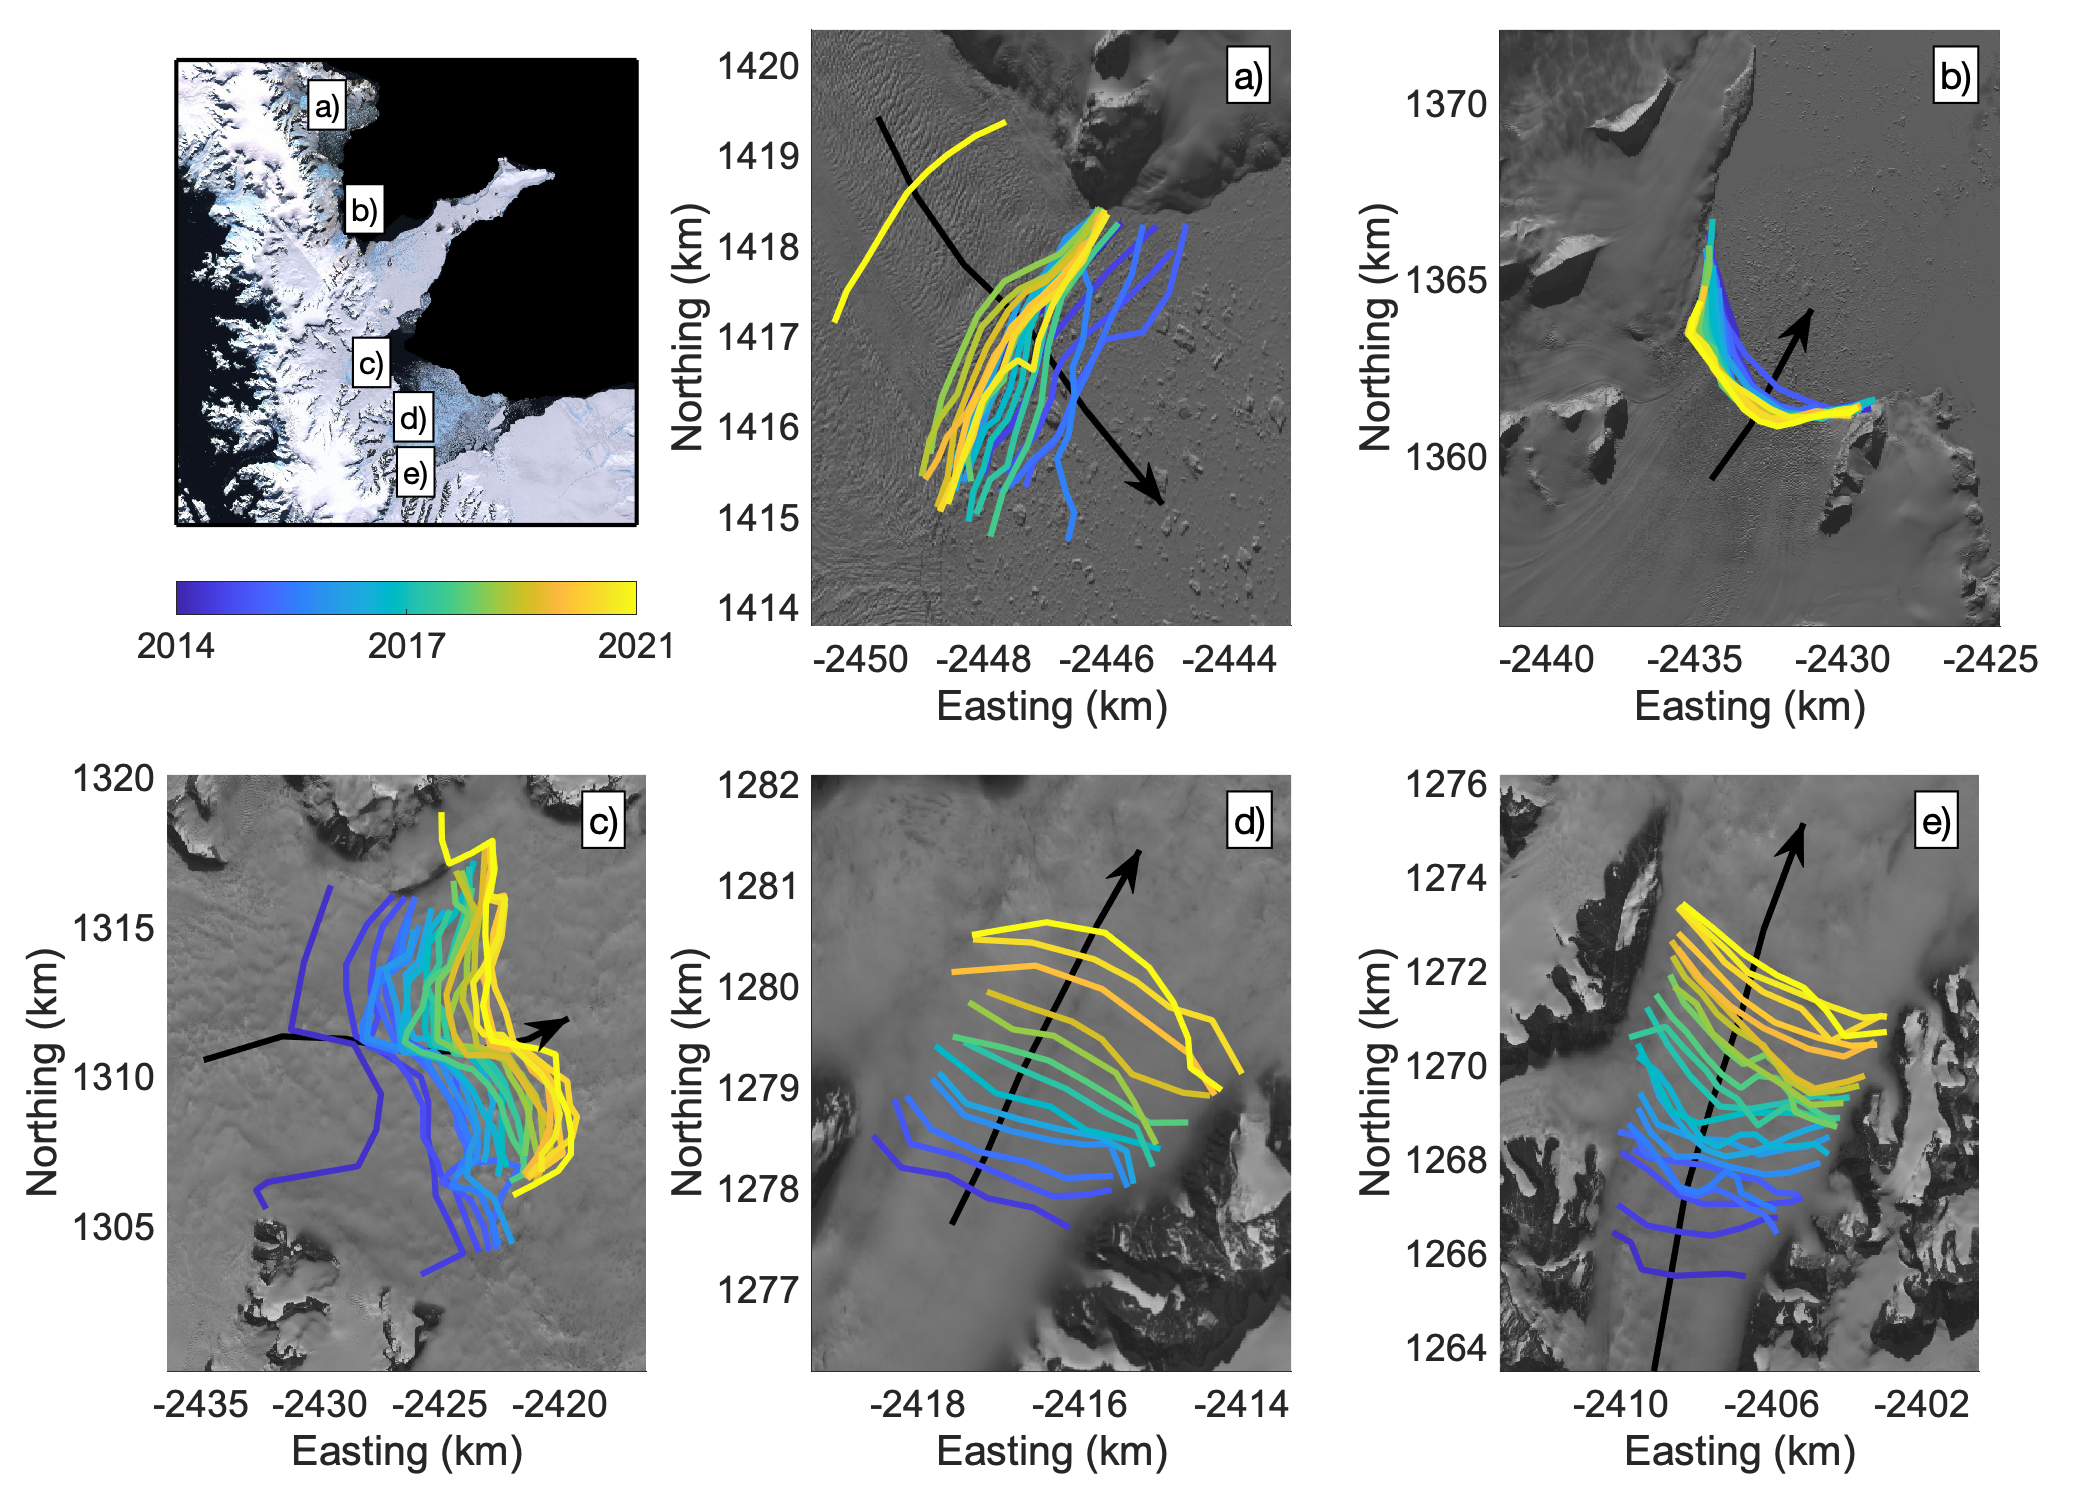 a)
b)
c)
d)
e)
2014 2017 2021
a)
1420
1419
1418
1417
1416
1415
1414
Northing (km)
-2450 -2448 -2446 -2444
Easting (km)
b)
1370
1365
1360
Northing (km)
-2440 -2435 -2430 -2425
Easting (km)
c)
1320
1315
1310
1305
Northing (km)
-2435 -2430 -2425 -2420
Easting (km)
d)
1282
1281
1280
1279
1278
1277
Northing (km)
-2418 -2416 -2414
Easting (km)
e)
1276
1274
1272
1270
1268
1266
1264
Northing (km)
-2410 -2406 -2402
Easting (km)